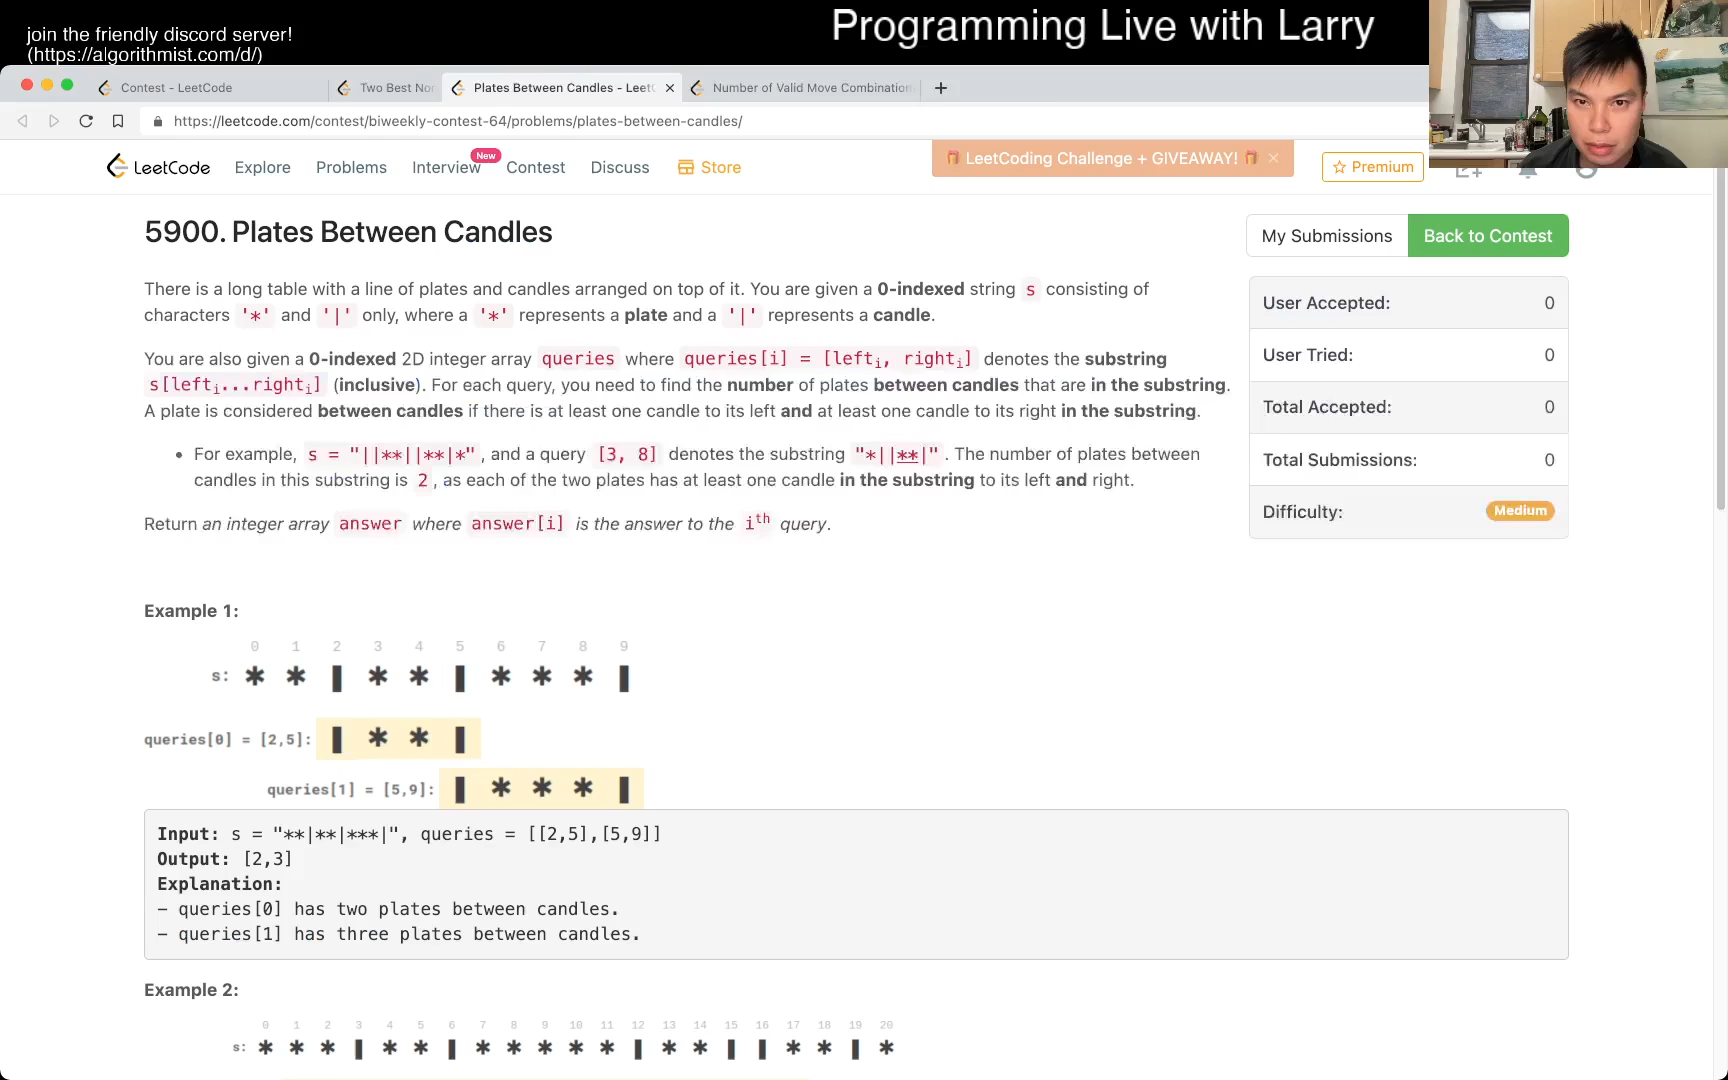 join the friendly discord server!
(https://algorithmist.com/d/)
Programming Live with Larry
Contest - LeetCode
Two Best No
Plates Between Candles - Leet
Number of Valid Move Combination
https://leetcode.com/contest/biweekly-contest-64/problems/plates-between-candles/
LeetCode
Explore
Problems
Interview
New
Contest
Discuss
Store
LeetCoding Challenge + GIVEAWAY!
Premium
5900. Plates Between Candles
My Submissions
Back to Contest
There is a long table with a line of plates and candles arranged on top of it. You are given a 0-indexed string s consisting of
characters '*' and '|' only, where a '*' represents a plate and a '|' represents a candle.
You are also given a 0-indexed 2D integer array queries where queries[i] = [lefti, righti] denotes the substring
s[lefti...righti] (inclusive). For each query, you need to find the number of plates between candles that are in the substring.
A plate is considered between candles if there is at least one candle to its left and at least one candle to its right in the substring.
• For example, s = "||**||**|*", and a query [3, 8] denotes the substring "*||**|". The number of plates between
candles in this substring is 2, as each of the two plates has at least one candle in the substring to its left and right.
Return an integer array answer where answer[i] is the answer to the ith query.
User Accepted: 0
User Tried: 0
Total Accepted: 0
Total Submissions: 0
Difficulty: Medium
Example 1:
0 1 2 3 4 5 6 7 8 9
s: * * | * * | * * * |
queries[0] = [2,5]: | * * |
queries[1] = [5,9]: | * * * |
Input: s = "**|**|***|", queries = [[2,5],[5,9]]
Output: [2,3]
Explanation:
- queries[0] has two plates between candles.
- queries[1] has three plates between candles.
Example 2:
0 1 2 3 4 5 6 7 8 9 10 11 12 13 14 15 16 17 18 19 20
s: * * * | * * | * * * * * | * * | | * * | *